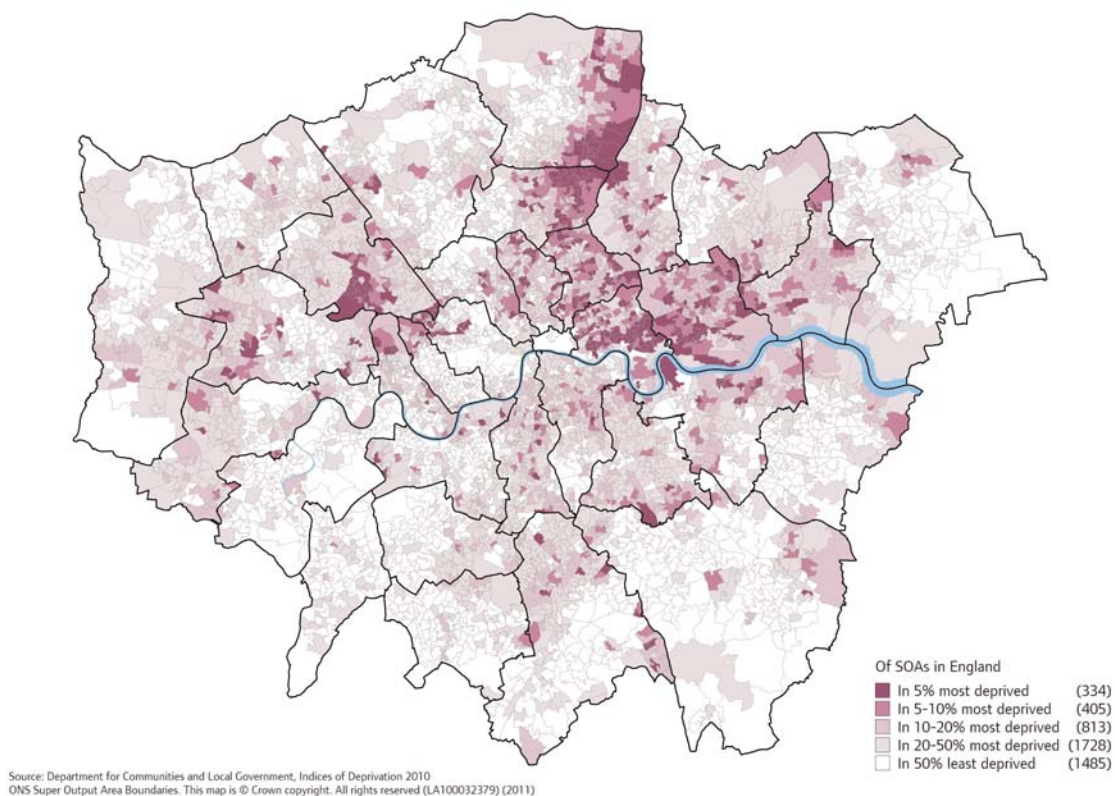 Of SOAs in England
In 5% most deprived (334)
In 5-10% most deprived (405)
In 10-20% most deprived (813)
In 20-50% most deprived (1728)
In 50% least deprived (1485)
Source: Department for Communities and Local Government, Indices of Deprivation 2010
ONS Super Output Area Boundaries. This map is © Crown copyright. All rights reserved (LA100032379) (2011)